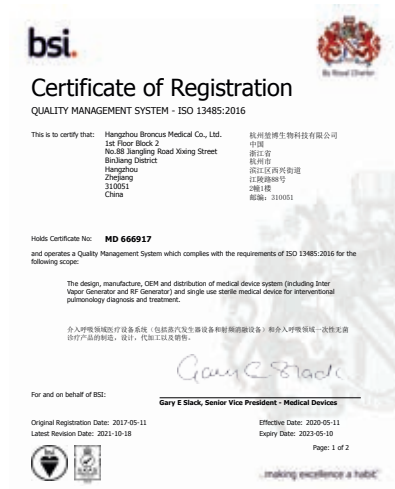 bsi.
By Royal Charter
Certificate of Registration
QUALITY MANAGEMENT SYSTEM - ISO 13485:2016
This is to certify that:
Hangzhou Broncus Medical Co., Ltd.
1st Floor Block 2
No.88 Jiangling Road Xixing Street
BinJiang District
Hangzhou
Zhejiang
310051
China
杭州堃博生物科技有限公司
中国
浙江省
杭州市
滨江区西兴街道
江陵路88号
2幢1楼
邮编: 310051
Holds Certificate No: MD 666917
and operates a Quality Management System which complies with the requirements of ISO 13485:2016 for the
following scope:
The design, manufacture, OEM and distribution of medical device system (including Inter
Vapor Generator and RF Generator) and single use sterile medical device for interventional
pulmonology diagnosis and treatment.
介入呼吸领域医疗设备系统（包括蒸汽发生器设备和射频消融设备）和介入呼吸领域一次性无菌
诊疗产品的制造，设计，代加工以及销售。
Gary E Slack
For and on behalf of BSI:
Gary E Slack, Senior Vice President - Medical Devices
Original Registration Date: 2017-05-11
Effective Date: 2020-05-11
Latest Revision Date: 2021-10-18
Expiry Date: 2023-05-10
Page: 1 of 2
...making excellence a habit.